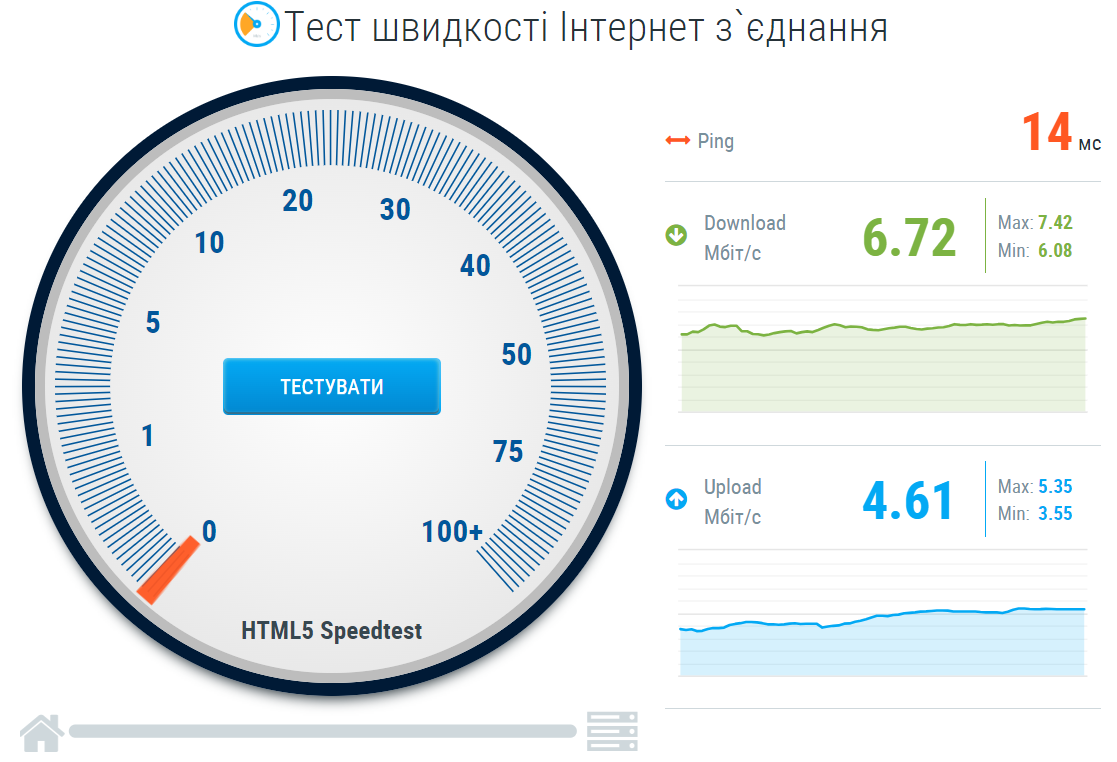 Тест швидкості Інтернет з`єднання
0
1
5
10
20
30
40
50
75
100+
ТЕСТУВАТИ
HTML5 Speedtest
Ping 14 мс
Download
Мбіт/с
6.72
Max: 7.42
Min: 6.08
Upload
Мбіт/с
4.61
Max: 5.35
Min: 3.55